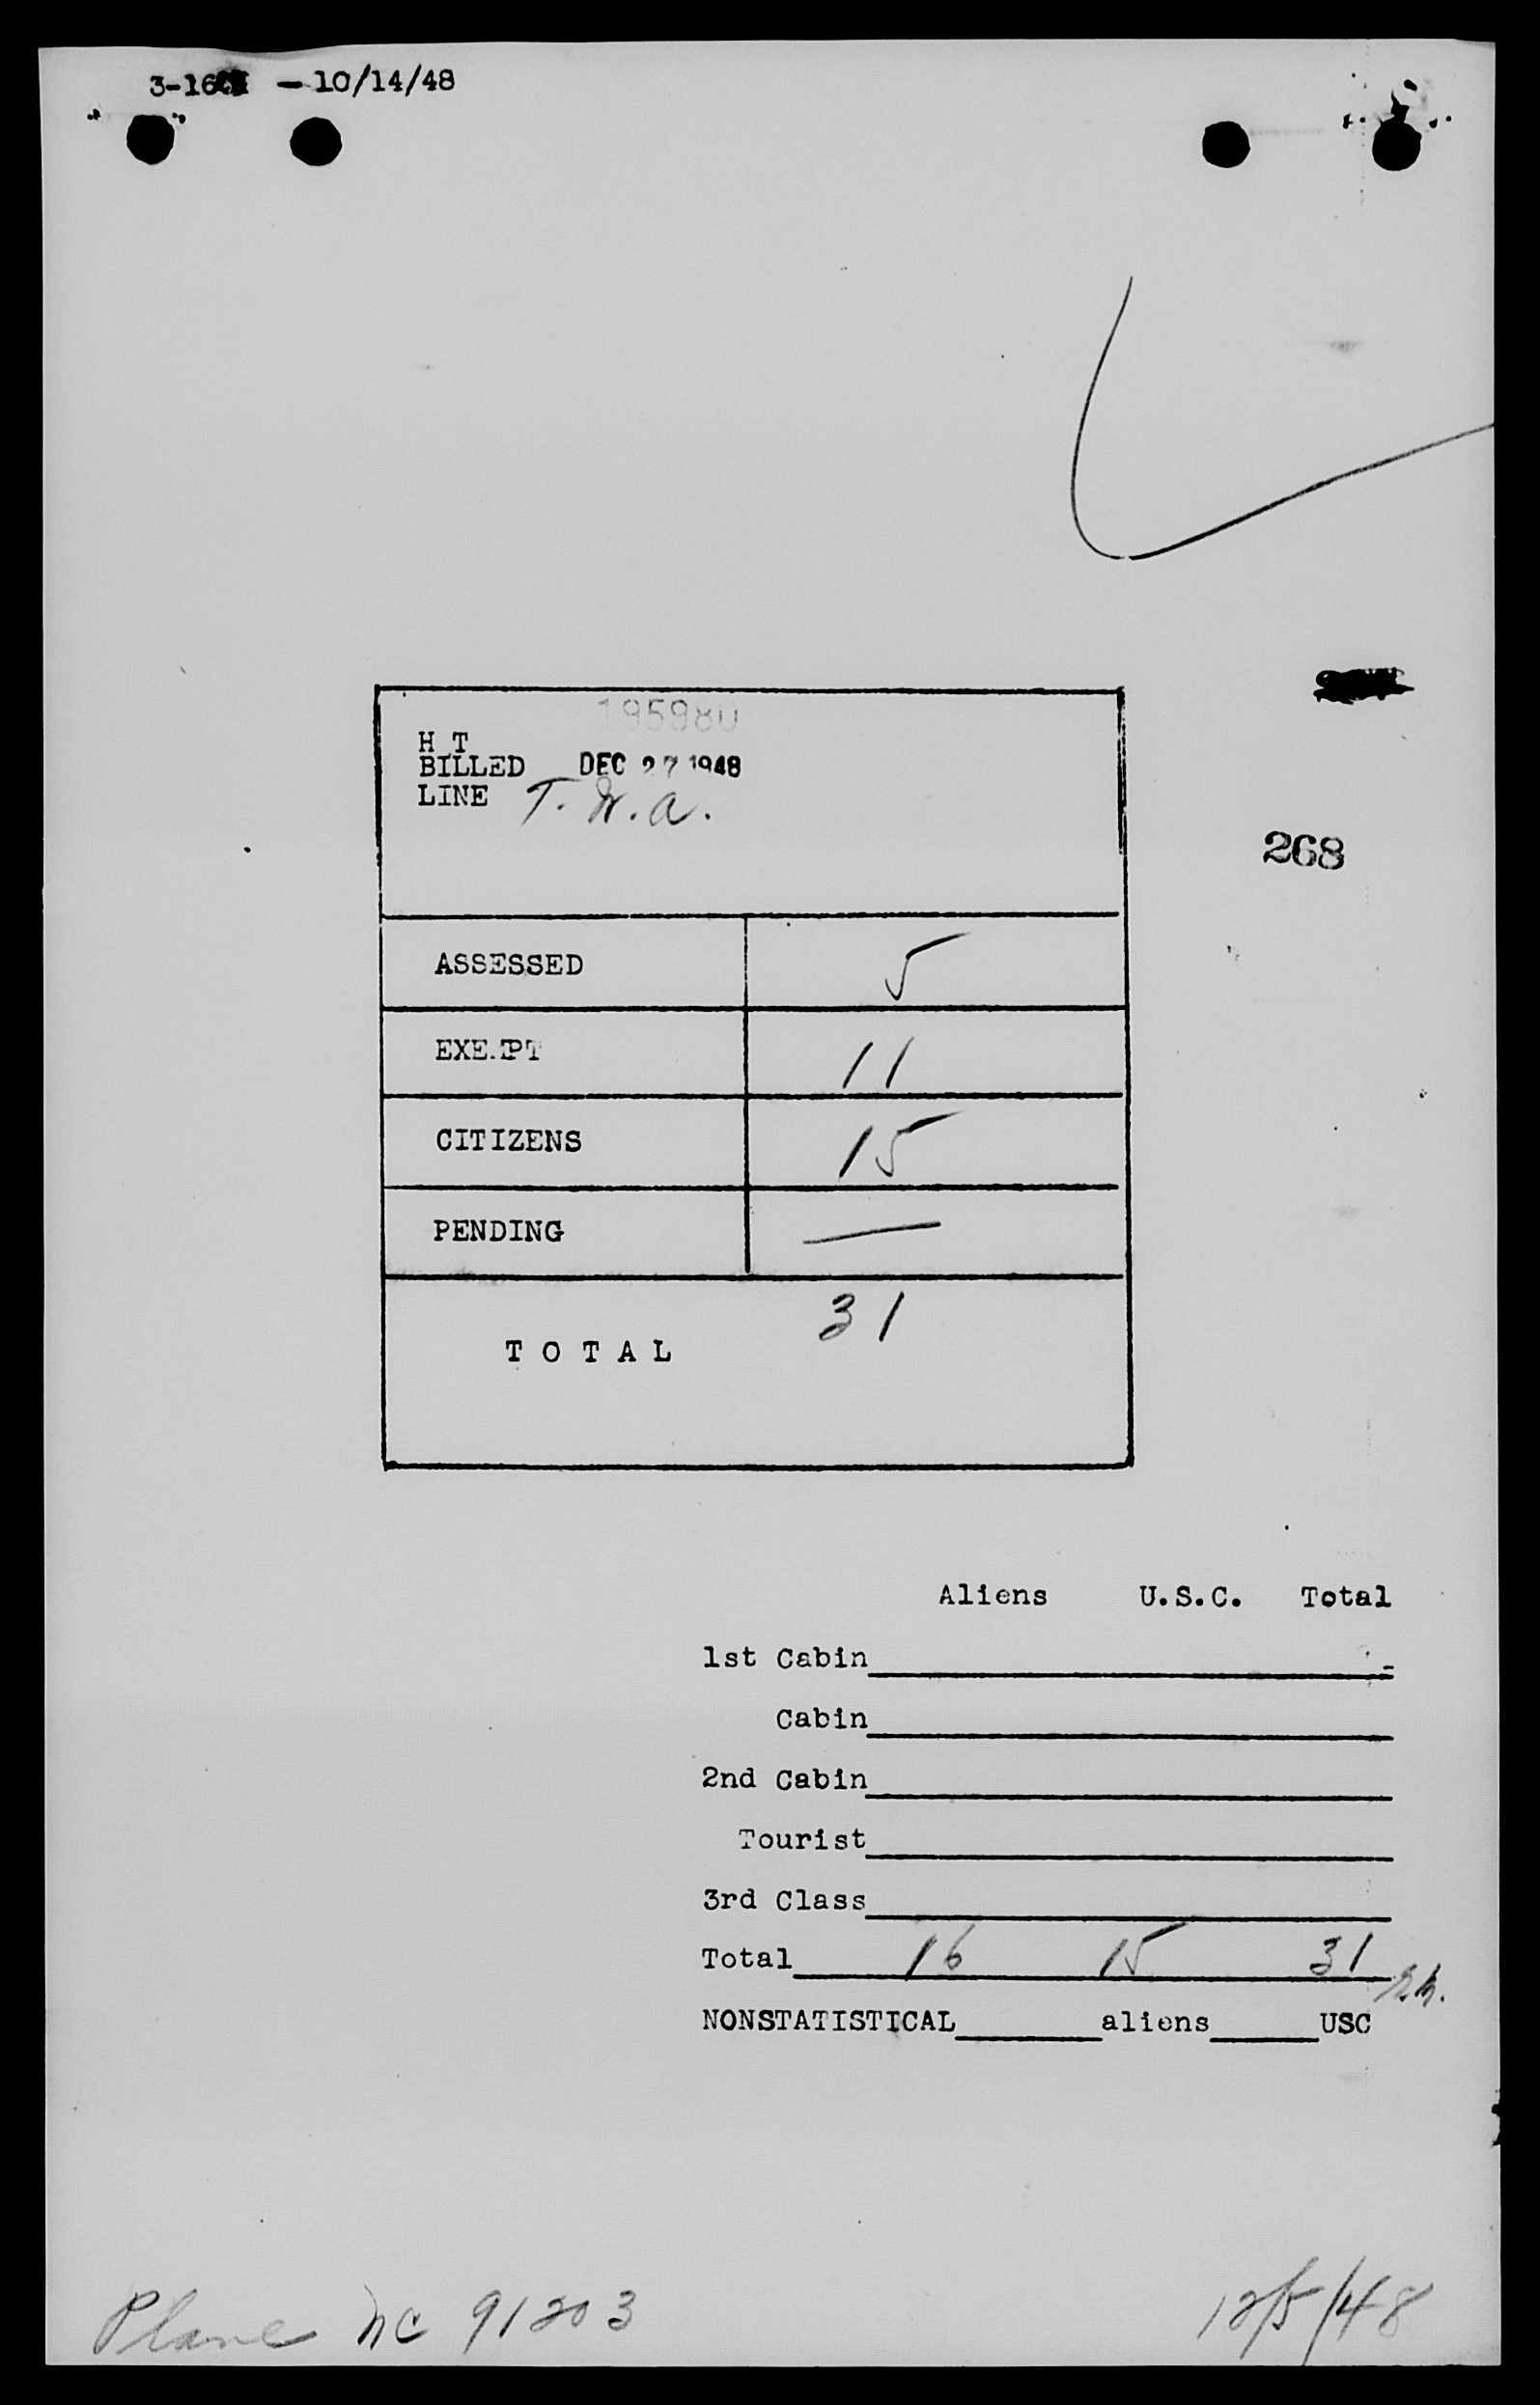 - 10/14/48
195980
H T
BILLED DEC 27 1948
LINE T. W. A.
268
ASSESSED 5
EXEMPT 11
CITIZENS 15
PENDING —
TOTAL 31
Aliens U.S.C. Total
1st Cabin
Cabin
2nd Cabin
Tourist
3rd Class
Total 16 15 31
NONSTATISTICAL aliens USC
Plane NC 91203 12/5/48